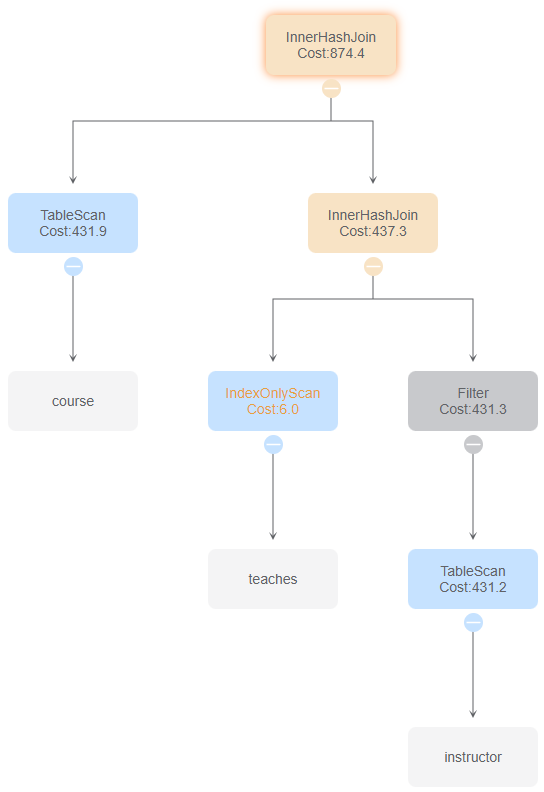 InnerHashJoin
Cost:874.4
TableScan
Cost:431.9
InnerHashJoin
Cost:437.3
course
IndexOnlyScan
Cost:6.0
Filter
Cost:431.3
teaches
TableScan
Cost:431.2
instructor